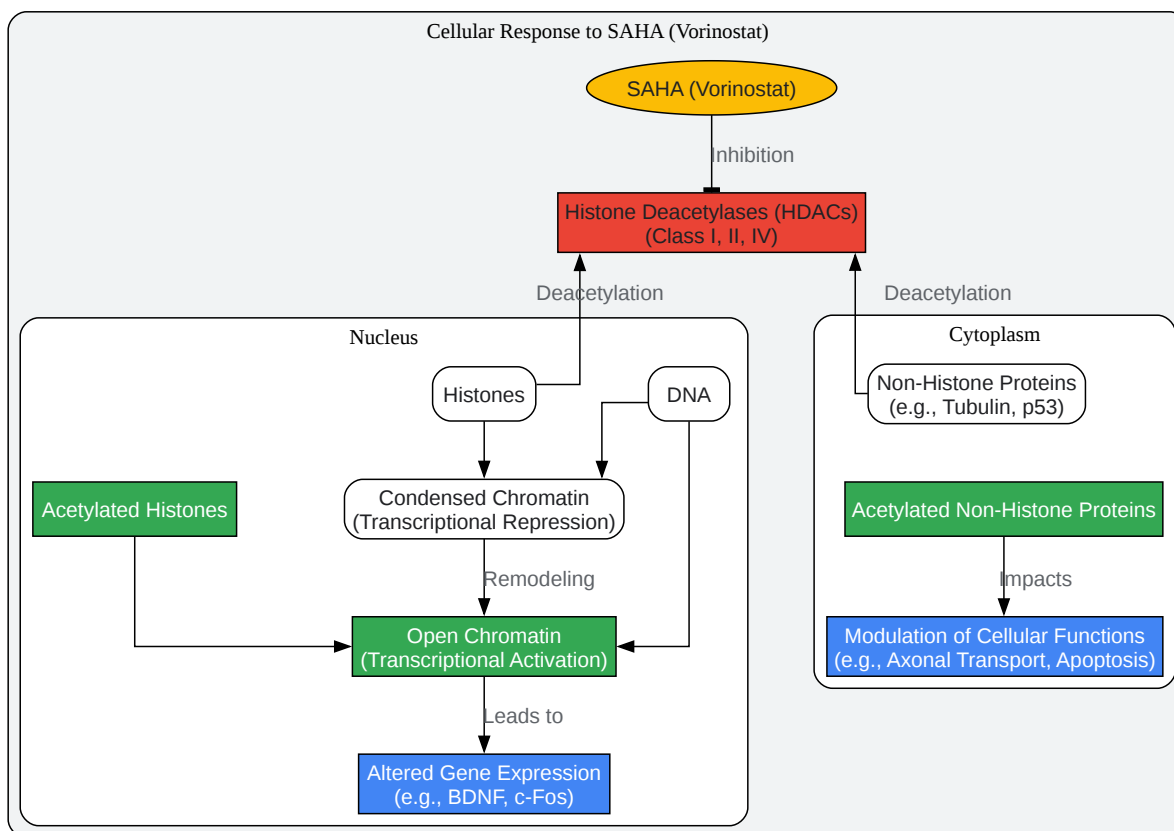 Cellular Response to SAHA (Vorinostat)
SAHA (Vorinostat)
Inhibition
Histone Deacetylases (HDACs)
(Class I, II, IV)
Deacetylation
Deacetylation
Nucleus
Cytoplasm
Histones
DNA
Non-Histone Proteins
(e.g., Tubulin, p53)
Acetylated Histones
Condensed Chromatin
(Transcriptional Repression)
Acetylated Non-Histone Proteins
Remodeling
Impacts
Open Chromatin
(Transcriptional Activation)
Modulation of Cellular Functions
(e.g., Axonal Transport, Apoptosis)
Leads to
Altered Gene Expression
(e.g., BDNF, c-Fos)